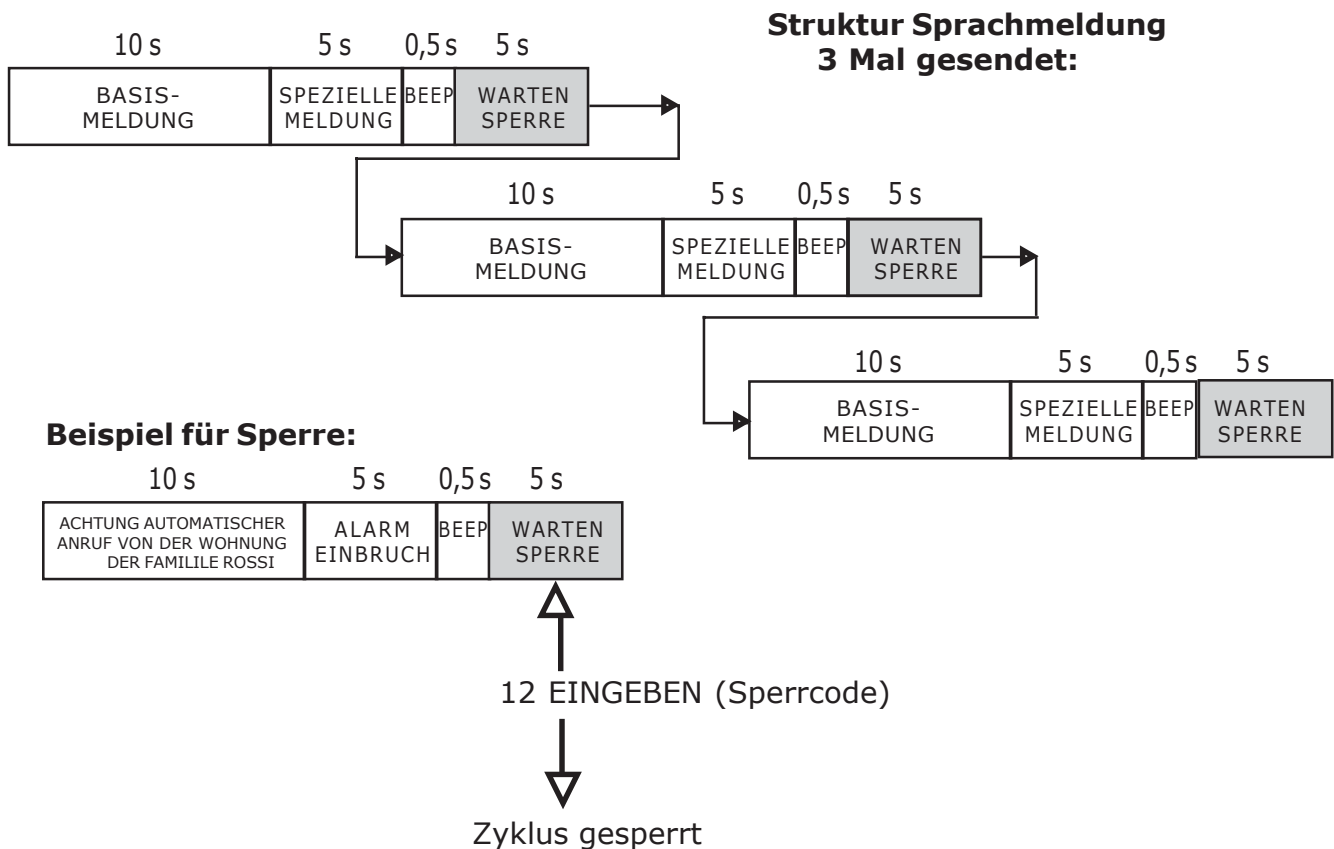 Struktur Sprachmeldung
3 Mal gesendet:
10 s 5 s 0,5 s 5 s
BASIS-
MELDUNG
SPEZIELLE
MELDUNG
BEEP
WARTEN
SPERRE
10 s 5 s 0,5 s 5 s
BASIS-
MELDUNG
SPEZIELLE
MELDUNG
BEEP
WARTEN
SPERRE
10 s 5 s 0,5 s 5 s
BASIS-
MELDUNG
SPEZIELLE
MELDUNG
BEEP
WARTEN
SPERRE
Beispiel für Sperre:
10 s 5 s 0,5 s 5 s
ACHTUNG AUTOMATISCHER
ANRUF VON DER WOHNUNG
DER FAMILILE ROSSI
ALARM
EINBRUCH
BEEP
WARTEN
SPERRE
12 EINGEBEN (Sperrcode)
Zyklus gesperrt